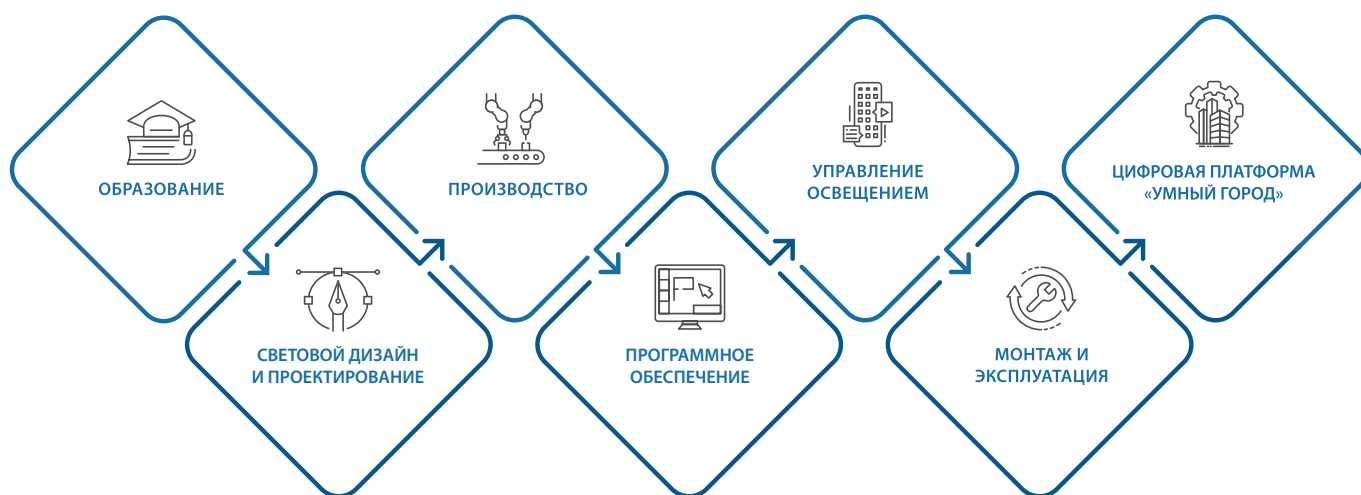 ОБРАЗОВАНИЕ
СВЕТОВОЙ ДИЗАЙН
И ПРОЕКТИРОВАНИЕ
ПРОИЗВОДСТВО
ПРОГРАММНОЕ
ОБЕСПЕЧЕНИЕ
УПРАВЛЕНИЕ
ОСВЕЩЕНИЕМ
МОНТАЖ И
ЭКСПЛУАТАЦИЯ
ЦИФРОВАЯ ПЛАТФОРМА
«УМНЫЙ ГОРОД»